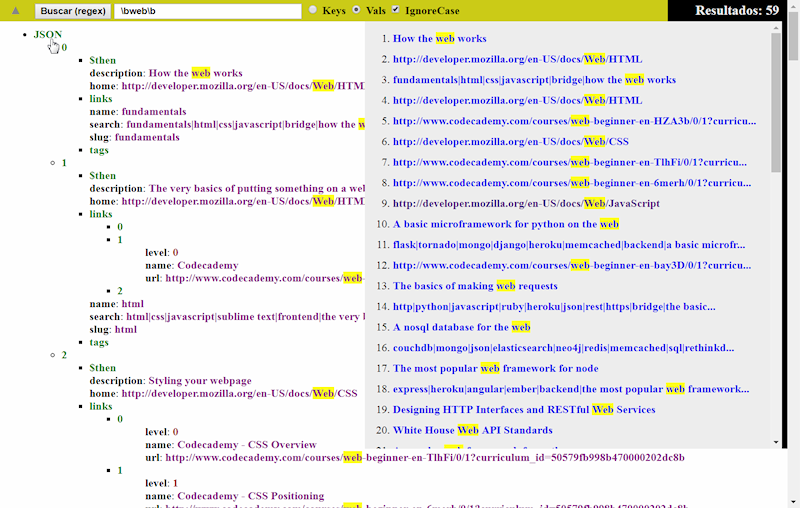 ▲ Buscar (regex) \bweb\b Keys Vals IgnoreCase Resultados: 59
JSON
0
$then
description: How the web works
home: http://developer.mozilla.org/en-US/docs/Web/HTML
links
name: fundamentals
search: fundamentals|html|css|javascript|bridge|how the w
slug: fundamentals
tags
1
$then
description: The very basics of putting something on a web
home: http://developer.mozilla.org/en-US/docs/Web/HTML
links
0
1
level: 0
name: Codecademy
url: http://www.codecademy.com/courses/web-
2
name: html
search: html|css|javascript|sublime text|frontend|the very b
slug: html
tags
2
$then
description: Styling your webpage
home: http://developer.mozilla.org/en-US/docs/Web/CSS
links
0
level: 0
name: Codecademy - CSS Overview
url: http://www.codecademy.com/courses/web-beginner-en-TlhFi/0/1?curriculum_id=50579fb998b470000202dc8b
1
level: 1
name: Codecademy - CSS Positioning
url: http://www.codecademy.com/courses/web-beginner-en-6merh/0/1?curriculum_id=50579fb998b470000202dc8b
1. How the web works
2. http://developer.mozilla.org/en-US/docs/Web/HTML
3. fundamentals|html|css|javascript|bridge|how the web works
4. http://developer.mozilla.org/en-US/docs/Web/HTML
5. http://www.codecademy.com/courses/web-beginner-en-HZA3b/0/1?curricu...
6. http://developer.mozilla.org/en-US/docs/Web/CSS
7. http://www.codecademy.com/courses/web-beginner-en-TlhFi/0/1?curricu...
8. http://www.codecademy.com/courses/web-beginner-en-6merh/0/1?curricu...
9. http://developer.mozilla.org/en-US/docs/Web/JavaScript
10. A basic microframework for python on the web
11. flask|tornado|mongo|django|heroku|memcached|backend|a basic microfr...
12. http://www.codecademy.com/courses/web-beginner-en-bay3D/0/1?curricu...
13. The basics of making web requests
14. http|python|javascript|ruby|heroku|json|rest|https|bridge|the basic...
15. A nosql database for the web
16. couchdb|mongo|json|elasticsearch|neo4j|redis|memcached|sql|rethinkd...
17. The most popular web framework for node
18. express|heroku|angular|ember|backend|the most popular web framework...
19. Designing HTTP Interfaces and RESTful Web Services
20. White House Web API Standards